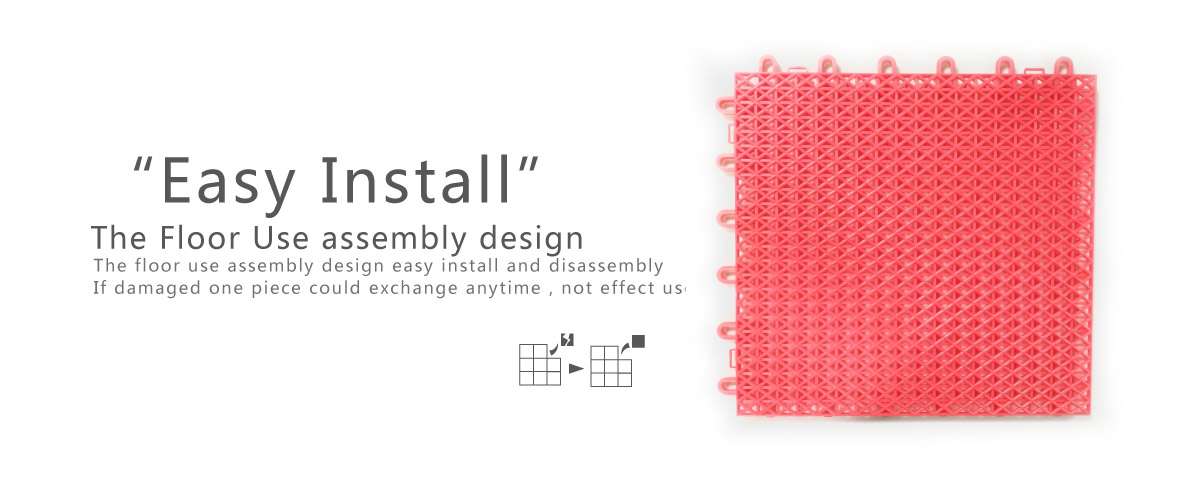 “Easy Install”
The Floor Use assembly design
The floor use assembly design easy install and disassembly
If damaged one piece could exchange anytime , not effect us